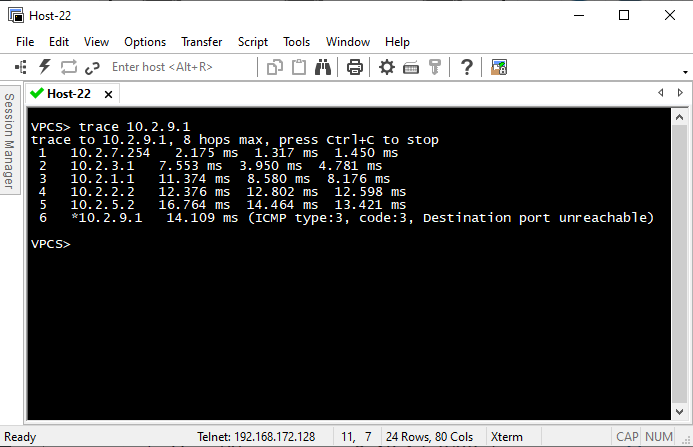 Host-22
File Edit View Options Transfer Script Tools Window Help
Enter host <Alt+R>
Session Manager
Host-22
VPCS> trace 10.2.9.1
trace to 10.2.9.1, 8 hops max, press Ctrl+C to stop
1 10.2.7.254 2.175 ms 1.317 ms 1.450 ms
2 10.2.3.1 7.553 ms 3.950 ms 4.781 ms
3 10.2.1.1 11.374 ms 8.580 ms 8.176 ms
4 10.2.2.2 12.376 ms 12.802 ms 12.598 ms
5 10.2.5.2 16.764 ms 14.464 ms 13.421 ms
6 *10.2.9.1 14.109 ms (ICMP type:3, code:3, Destination port unreachable)
VPCS>
Ready Telnet: 192.168.172.128 11, 7 24 Rows, 80 Cols Xterm CAP NUM